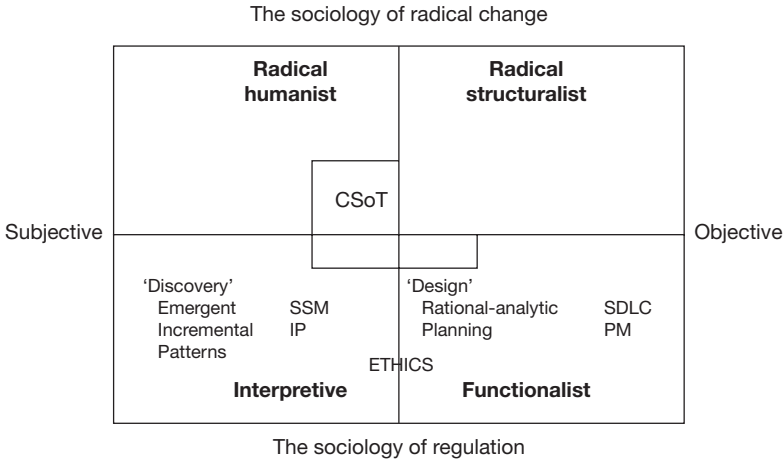 The sociology of radical change
Radical
humanist
Radical
structuralist
CSoT
Subjective
Objective
‘Discovery’
Emergent
Incremental
Patterns
SSM
IP
‘Design’
Rational-analytic
Planning
SDLC
PM
ETHICS
Interpretive
Functionalist
The sociology of regulation